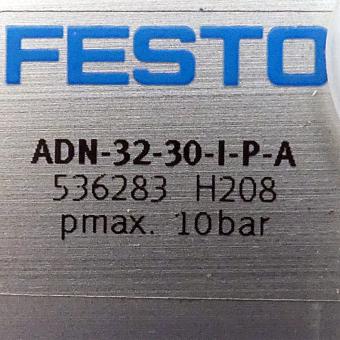 FESTO
ADN-32-30-I-P-A
536283 H208
pmax. 10bar